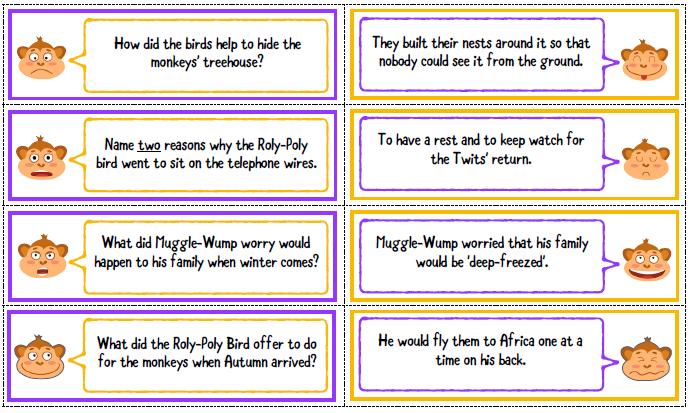 How did the birds help to hide the
monkeys' treehouse?
They built their nests around it so that
nobody could see it from the ground.
Name two reasons why the Roly-Poly
bird went to sit on the telephone wires.
To have a rest and to keep watch for
the Twits' return.
What did Muggle-Wump worry would
happen to his family when winter comes?
Muggle-Wump worried that his family
would be 'deep-freezed'.
What did the Roly-Poly Bird offer to do
for the monkeys when Autumn arrived?
He would fly them to Africa one at a
time on his back.